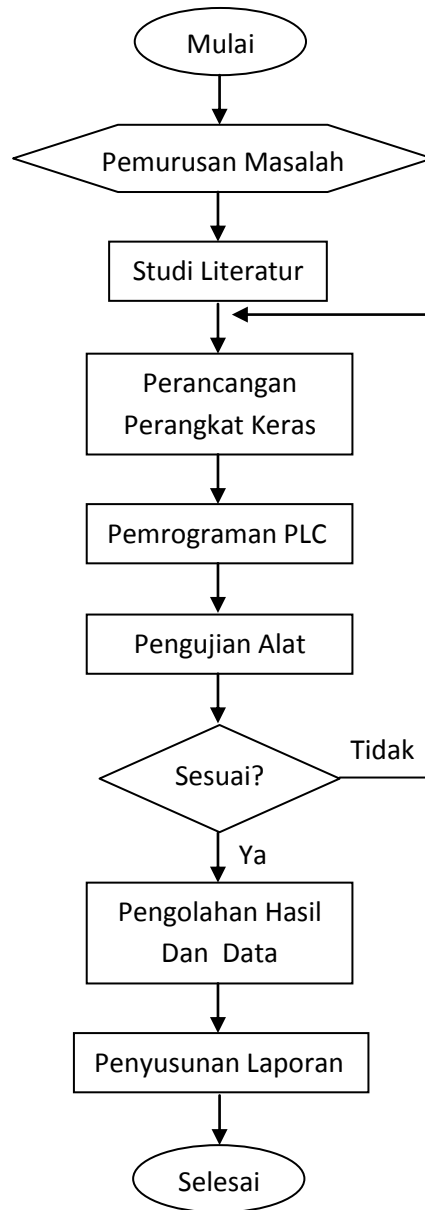 Mulai
Pemurusan Masalah
Studi Literatur
Perancangan
Perangkat Keras
Pemrograman PLC
Pengujian Alat
Tidak
Sesuai?
Ya
Pengolahan Hasil
Dan Data
Penyusunan Laporan
Selesai